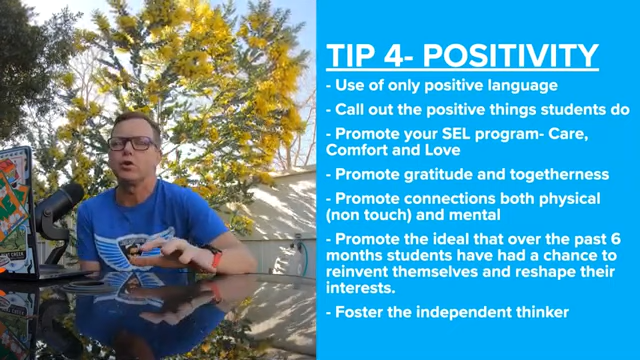 TIP 4- POSITIVITY
- Use of only positive language
- Call out the positive things students do
- Promote your SEL program- Care,
Comfort and Love
- Promote gratitude and togetherness
- Promote connections both physical
(non touch) and mental
- Promote the ideal that over the past 6
months students have had a chance to
reinvent themselves and reshape their
interests.
- Foster the independent thinker